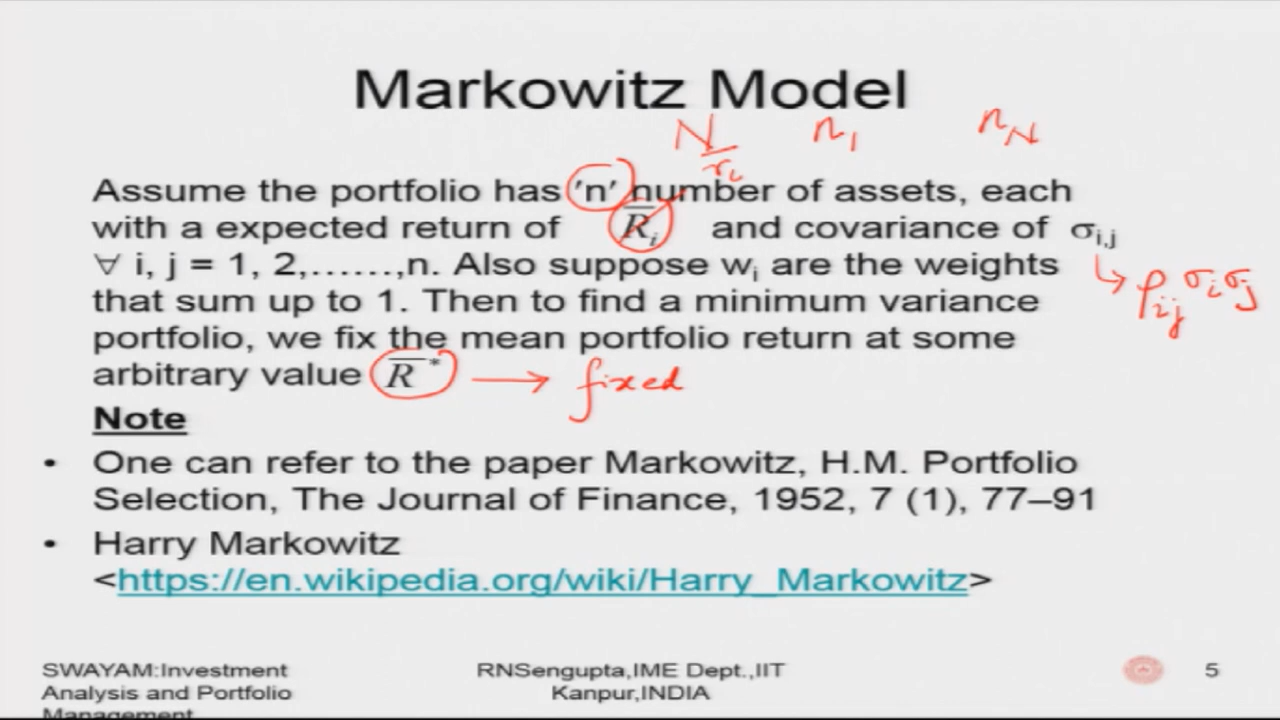 Markowitz Model
N r₁ r_N
r_i
Assume the portfolio has 'n' number of assets, each
with a expected return of R̅ᵢ and covariance of σi,j
∀ i, j = 1, 2,……,n. Also suppose wi are the weights
that sum up to 1. Then to find a minimum variance
→ ρij σi σj
portfolio, we fix the mean portfolio return at some
arbitrary value R̅* → fixed
Note
• One can refer to the paper Markowitz, H.M. Portfolio
Selection, The Journal of Finance, 1952, 7 (1), 77–91
• Harry Markowitz
<https://en.wikipedia.org/wiki/Harry_Markowitz>
SWAYAM:Investment
Analysis and Portfolio
Management
RNSengupta,IME Dept.,IIT
Kanpur,INDIA
5